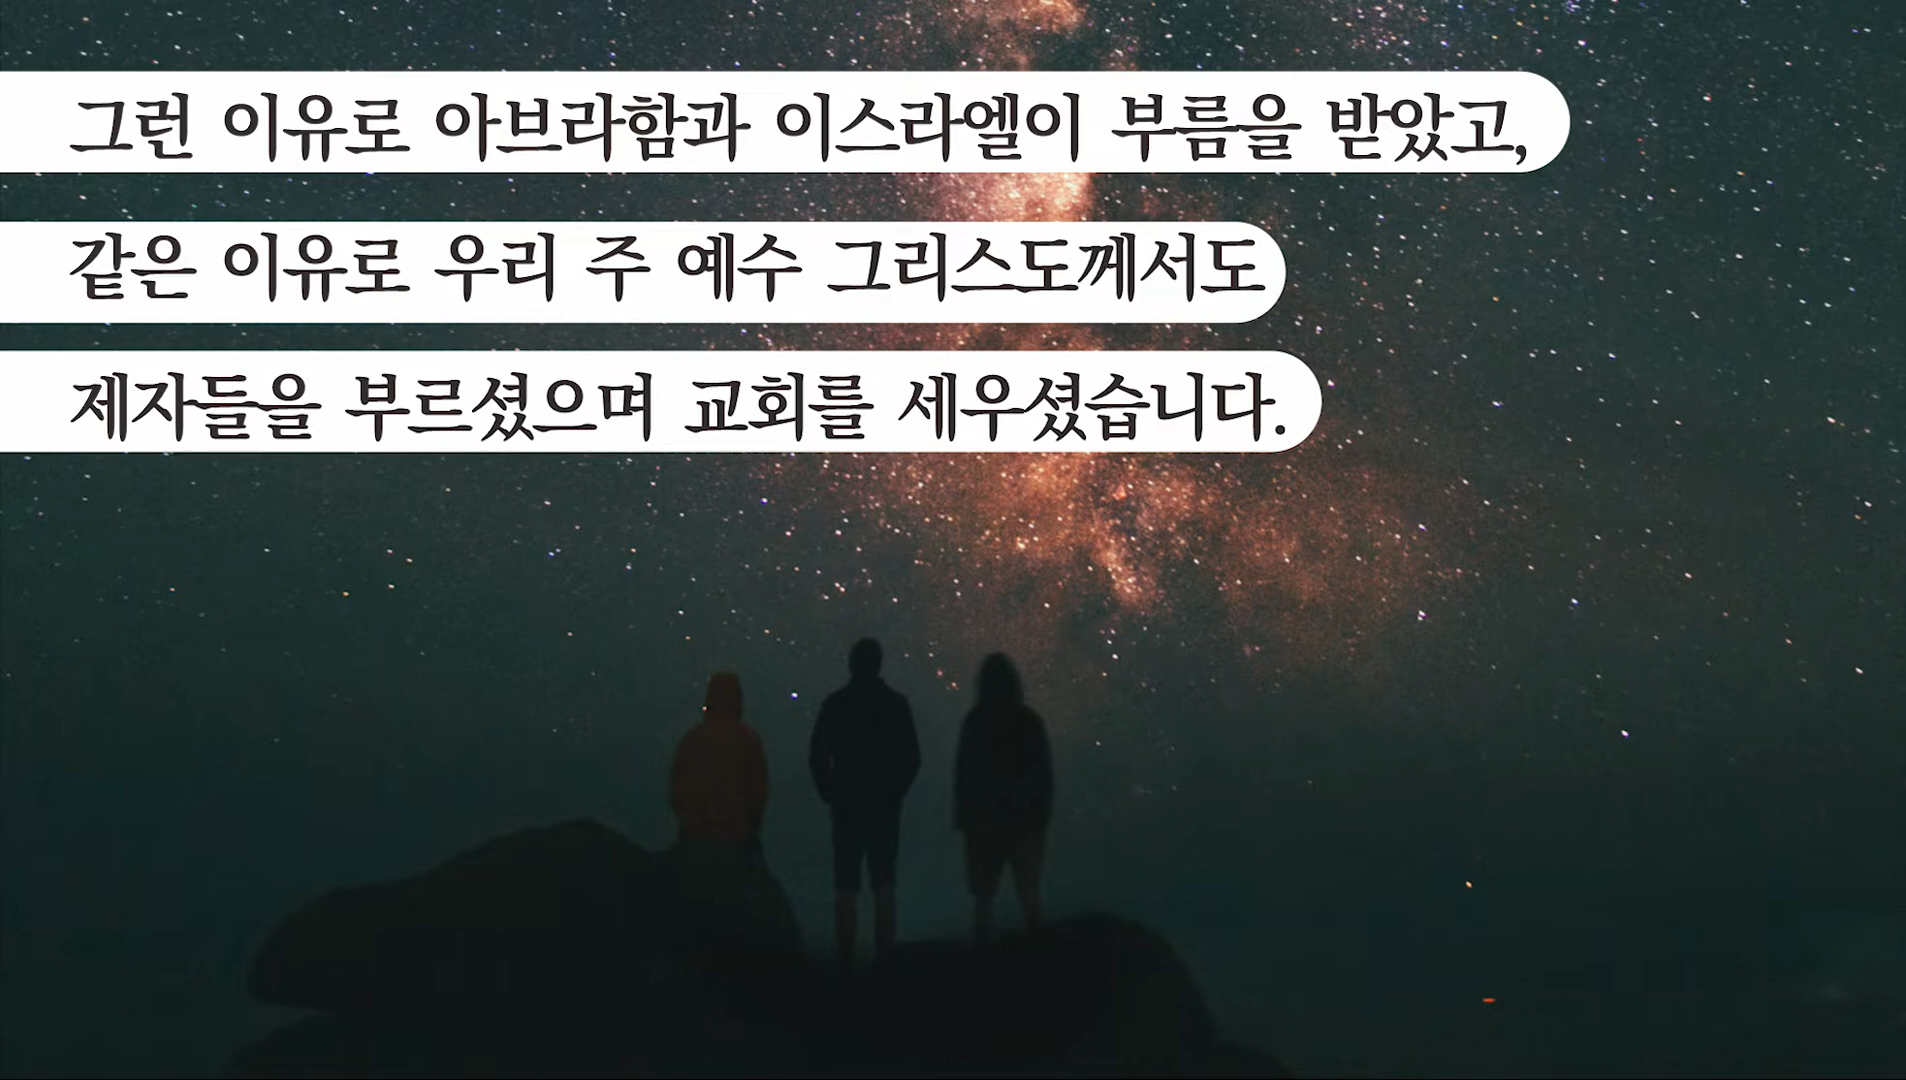 그런 이유로 아브라함과 이스라엘이 부름을 받았고,
같은 이유로 우리 주 예수 그리스도께서도
제자들을 부르셨으며 교회를 세우셨습니다.